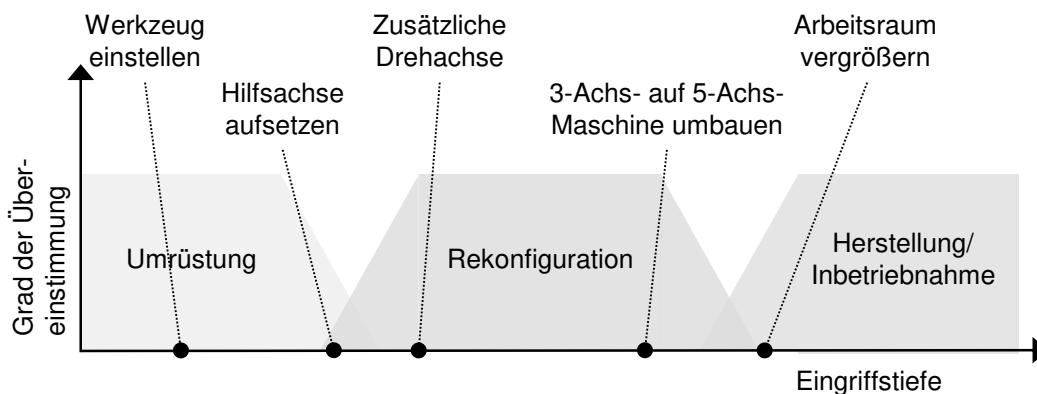 Werkzeug
einstellen
Zusätzliche
Drehachse
Arbeitsraum
vergrößern
Hilfsachse
aufsetzen
3-Achs- auf 5-Achs-
Maschine umbauen
Grad der Über-
einstimmung
Umrüstung
Rekonfiguration
Herstellung/
Inbetriebnahme
Eingriffstiefe